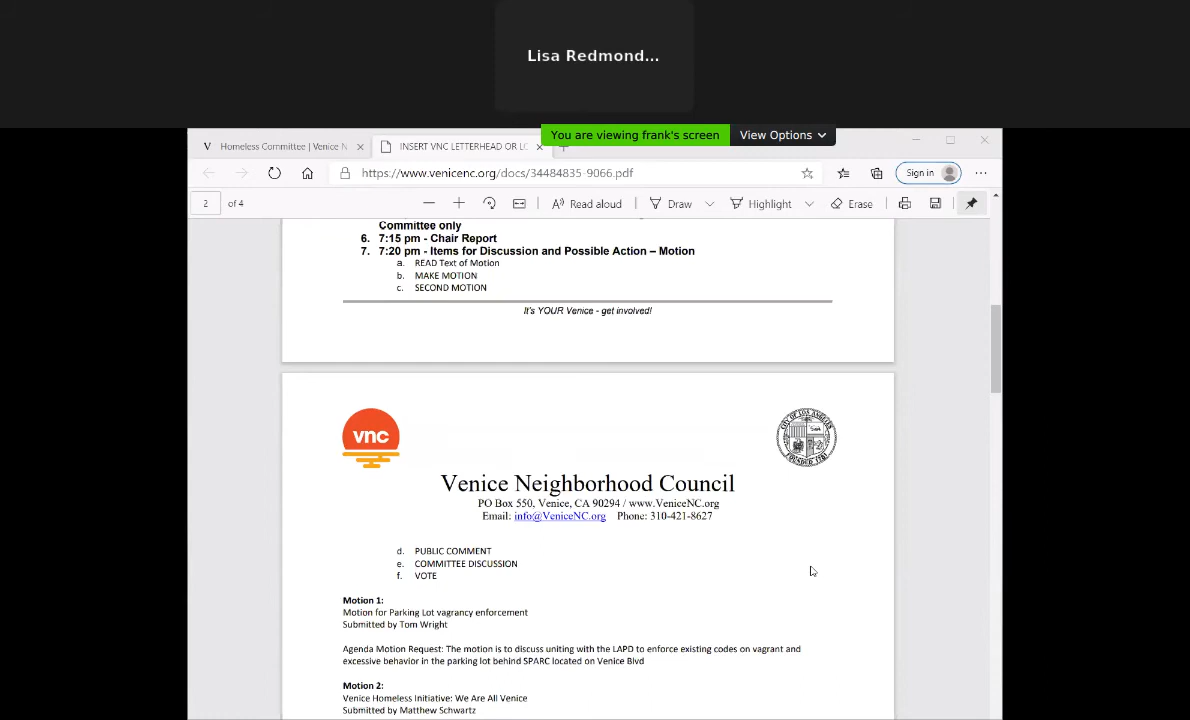 Lisa Redmond...
You are viewing frank's screen View Options
Homeless Committee | Venice N
INSERT VNC LETTERHEAD OR LO
https://www.venicenc.org/docs/34484835-9066.pdf
Sign in
2 of 4
Read aloud Draw Highlight Erase
Committee only
6. 7:15 pm - Chair Report
7. 7:20 pm - Items for Discussion and Possible Action – Motion
a. READ Text of Motion
b. MAKE MOTION
c. SECOND MOTION
It's YOUR Venice - get involved!
vnc
CITY OF LOS ANGELES
FOUNDED 1781
Venice Neighborhood Council
PO Box 550, Venice, CA 90294 / www.VeniceNC.org
Email: info@VeniceNC.org Phone: 310-421-8627
d. PUBLIC COMMENT
e. COMMITTEE DISCUSSION
f. VOTE
Motion 1:
Motion for Parking Lot vagrancy enforcement
Submitted by Tom Wright
Agenda Motion Request: The motion is to discuss uniting with the LAPD to enforce existing codes on vagrant and
excessive behavior in the parking lot behind SPARC located on Venice Blvd
Motion 2:
Venice Homeless Initiative: We Are All Venice
Submitted by Matthew Schwartz